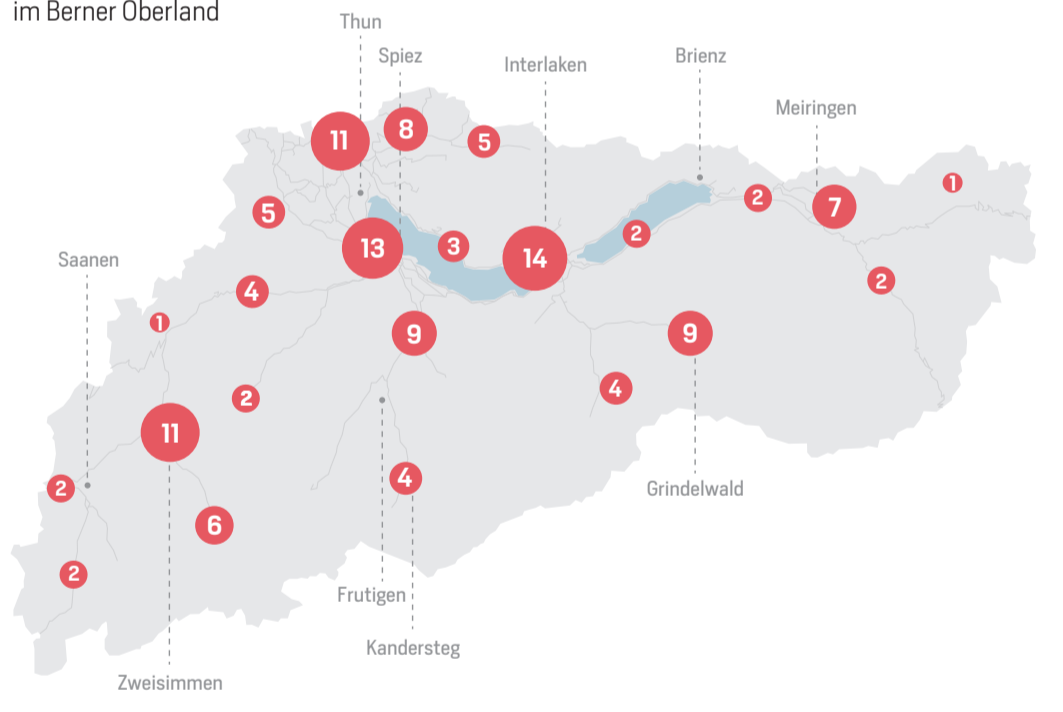 im Berner Oberland
Thun
Spiez
Interlaken
Brienz
Meiringen
11
8
5
1
2
7
5
13
3
14
2
Saanen
4
2
1
9
9
4
2
11
4
2
Grindelwald
6
2
Frutigen
Kandersteg
Zweisimmen